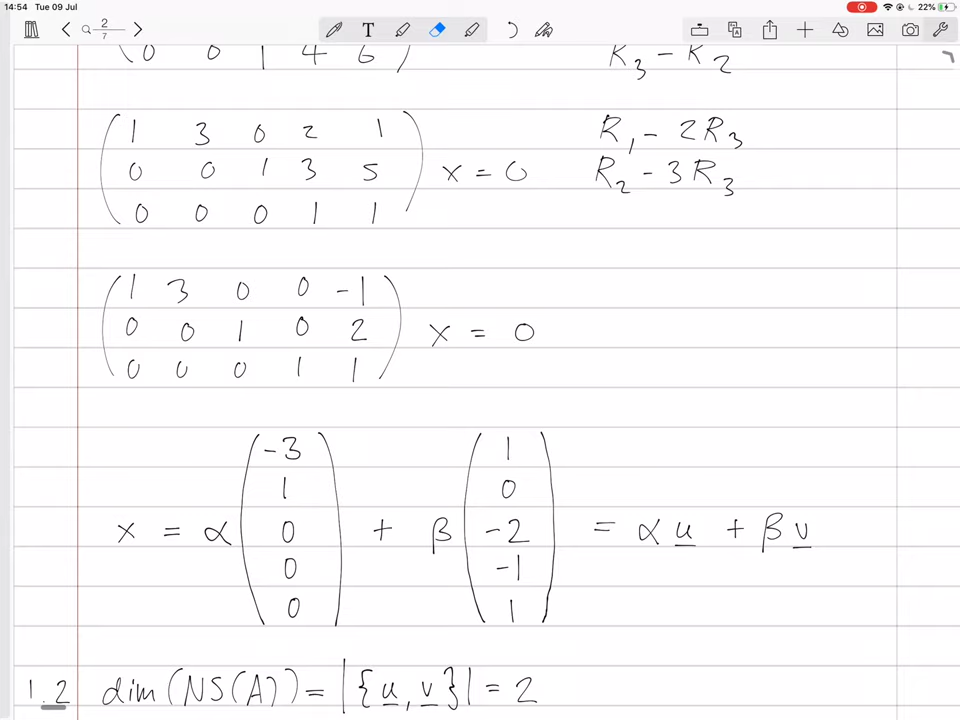 14:54 Tue 09 Jul 22%
2
7
T
0 0 1 4 6 R₃ - R₂
1 3 0 2 1 R₁ - 2R₃
0 0 1 3 5 x = 0 R₂ - 3R₃
0 0 0 1 1
1 3 0 0 -1
0 0 1 0 2 x = 0
0 0 0 1 1
-3 1
1 0
x = α 0 + β -2 = α u + β v
0 -1
0 1
1.2 dim(NS(A)) = |{u, v}| = 2